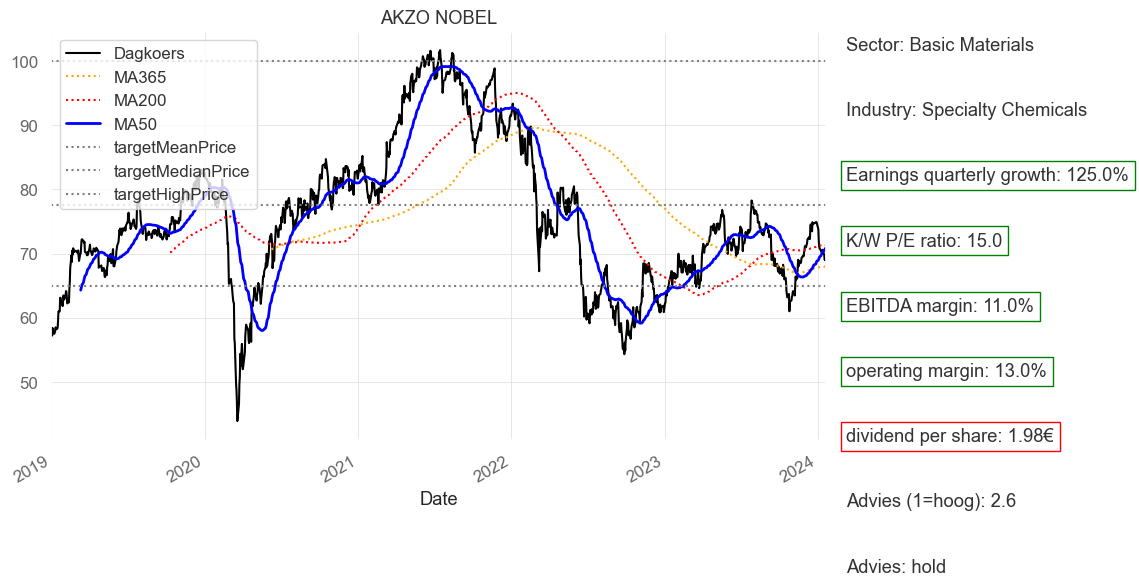 AKZO NOBEL
Dagkoers
MA365
MA200
MA50
targetMeanPrice
targetMedianPrice
targetHighPrice
100
90
80
70
60
50
2019
2020
2021
2022
2023
2024
Date
Sector: Basic Materials
Industry: Specialty Chemicals
Earnings quarterly growth: 125.0%
K/W P/E ratio: 15.0
EBITDA margin: 11.0%
operating margin: 13.0%
dividend per share: 1.98€
Advies (1=hoog): 2.6
Advies: hold